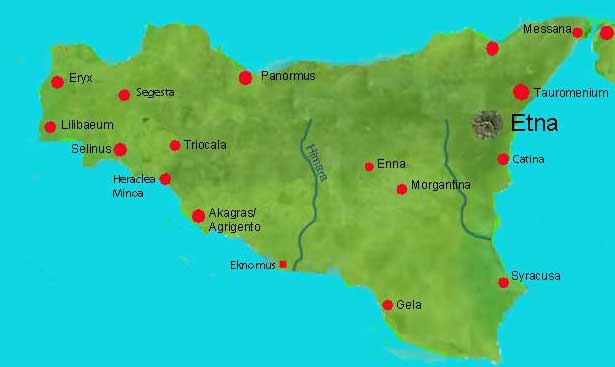 Messana
Eryx
Panormus
Segesta
Tauromenium
Etna
Lilibaeum
Selinus
Triocala
Himara
Enna
Catina
Heraclea
Minoa
Morgantina
Akagras/
Agrigento
Eknomus
Syracusa
Gela